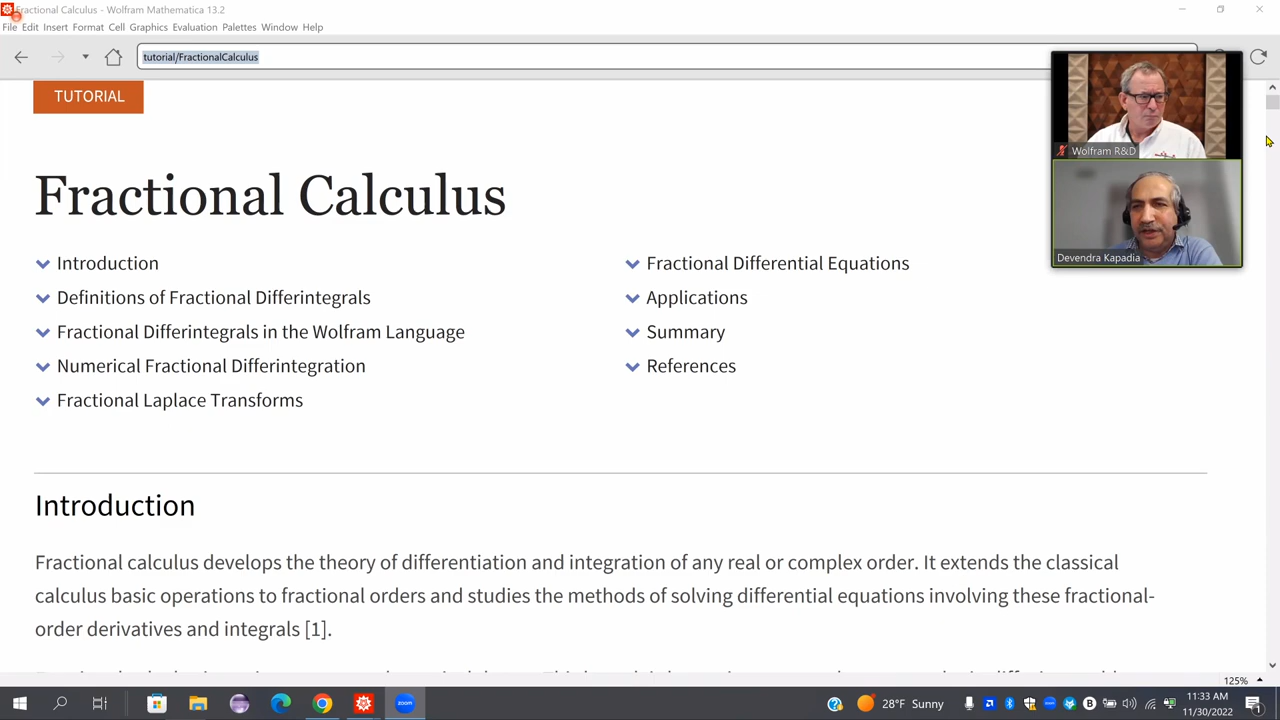 Fractional Calculus - Wolfram Mathematica 13.2
File Edit Insert Format Cell Graphics Evaluation Palettes Window Help
tutorial/FractionalCalculus
TUTORIAL
Wolfram R&D
Devendra Kapadia
Fractional Calculus
Introduction
Definitions of Fractional Differintegrals
Fractional Differintegrals in the Wolfram Language
Numerical Fractional Differintegration
Fractional Laplace Transforms
Fractional Differential Equations
Applications
Summary
References
Introduction
Fractional calculus develops the theory of differentiation and integration of any real or complex order. It extends the classical
calculus basic operations to fractional orders and studies the methods of solving differential equations involving these fractional-
order derivatives and integrals [1].
125%
zoom
28°F Sunny
11:33 AM
11/30/2022